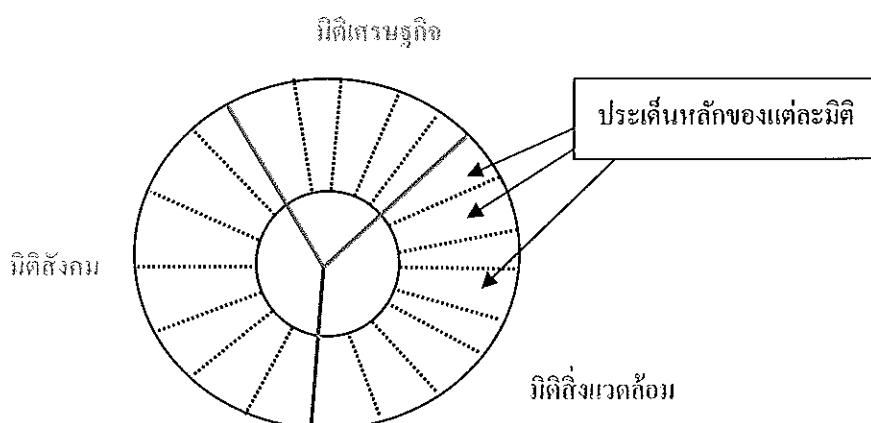 มิติเศรษฐกิจ
ประเด็นหลักของแต่ละมิติ
มิติสังคม
มิติสิ่งแวดล้อม